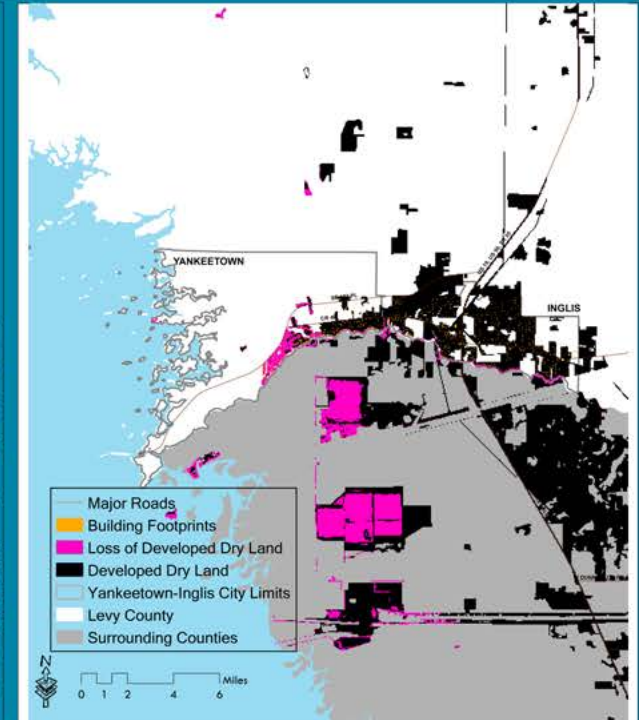 YANKEETOWN
INGLIS
Major Roads
Building Footprints
Loss of Developed Dry Land
Developed Dry Land
Yankeetown-Inglis City Limits
Levy County
Surrounding Counties
N
Miles
0 1 2 4 6